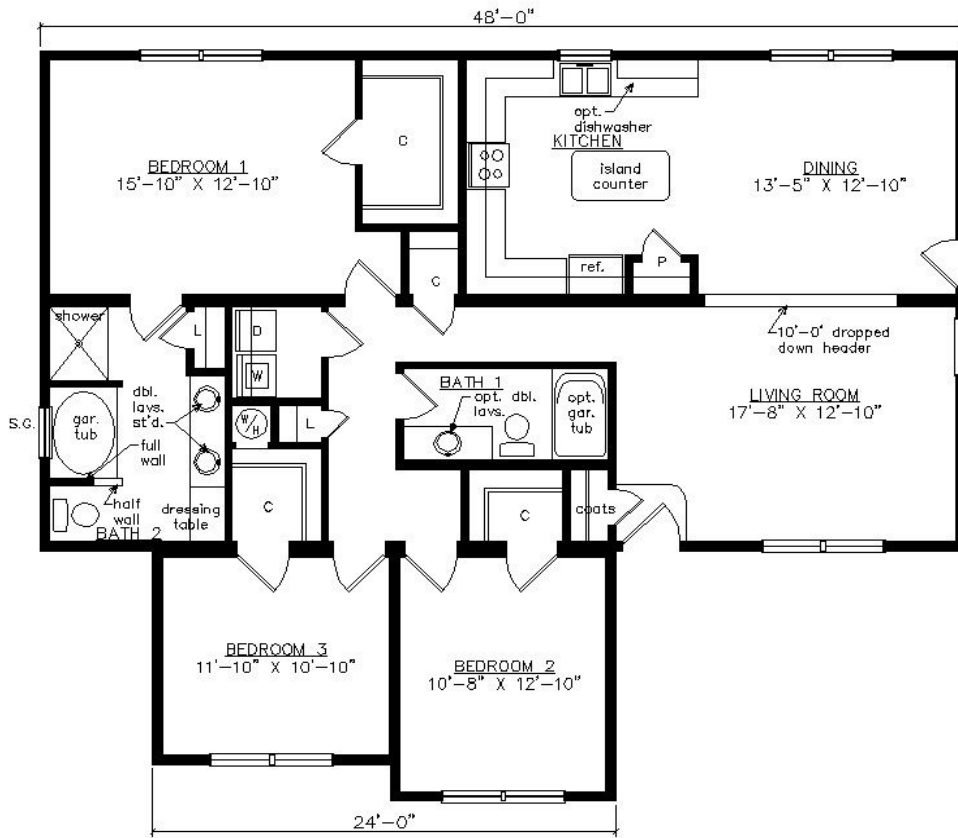 48'-0"
BEDROOM 1
15'-10" X 12'-10"
C
opt.
dishwasher
KITCHEN
island
counter
DINING
13'-5" X 12'-10"
ref.
P
C
shower
L
D
W
10'-0" dropped
down header
LIVING ROOM
17'-8" X 12'-10"
BATH 1
opt. dbl.
lavs.
opt.
gar.
tub
S.G.
gar.
tub
dbl.
lavs.
st'd.
full
wall
W/H
L
half
wall
dressing
table
BATH 2
C
C
coats
BEDROOM 3
11'-10" X 10'-10"
BEDROOM 2
10'-8" X 12'-10"
24'-0"